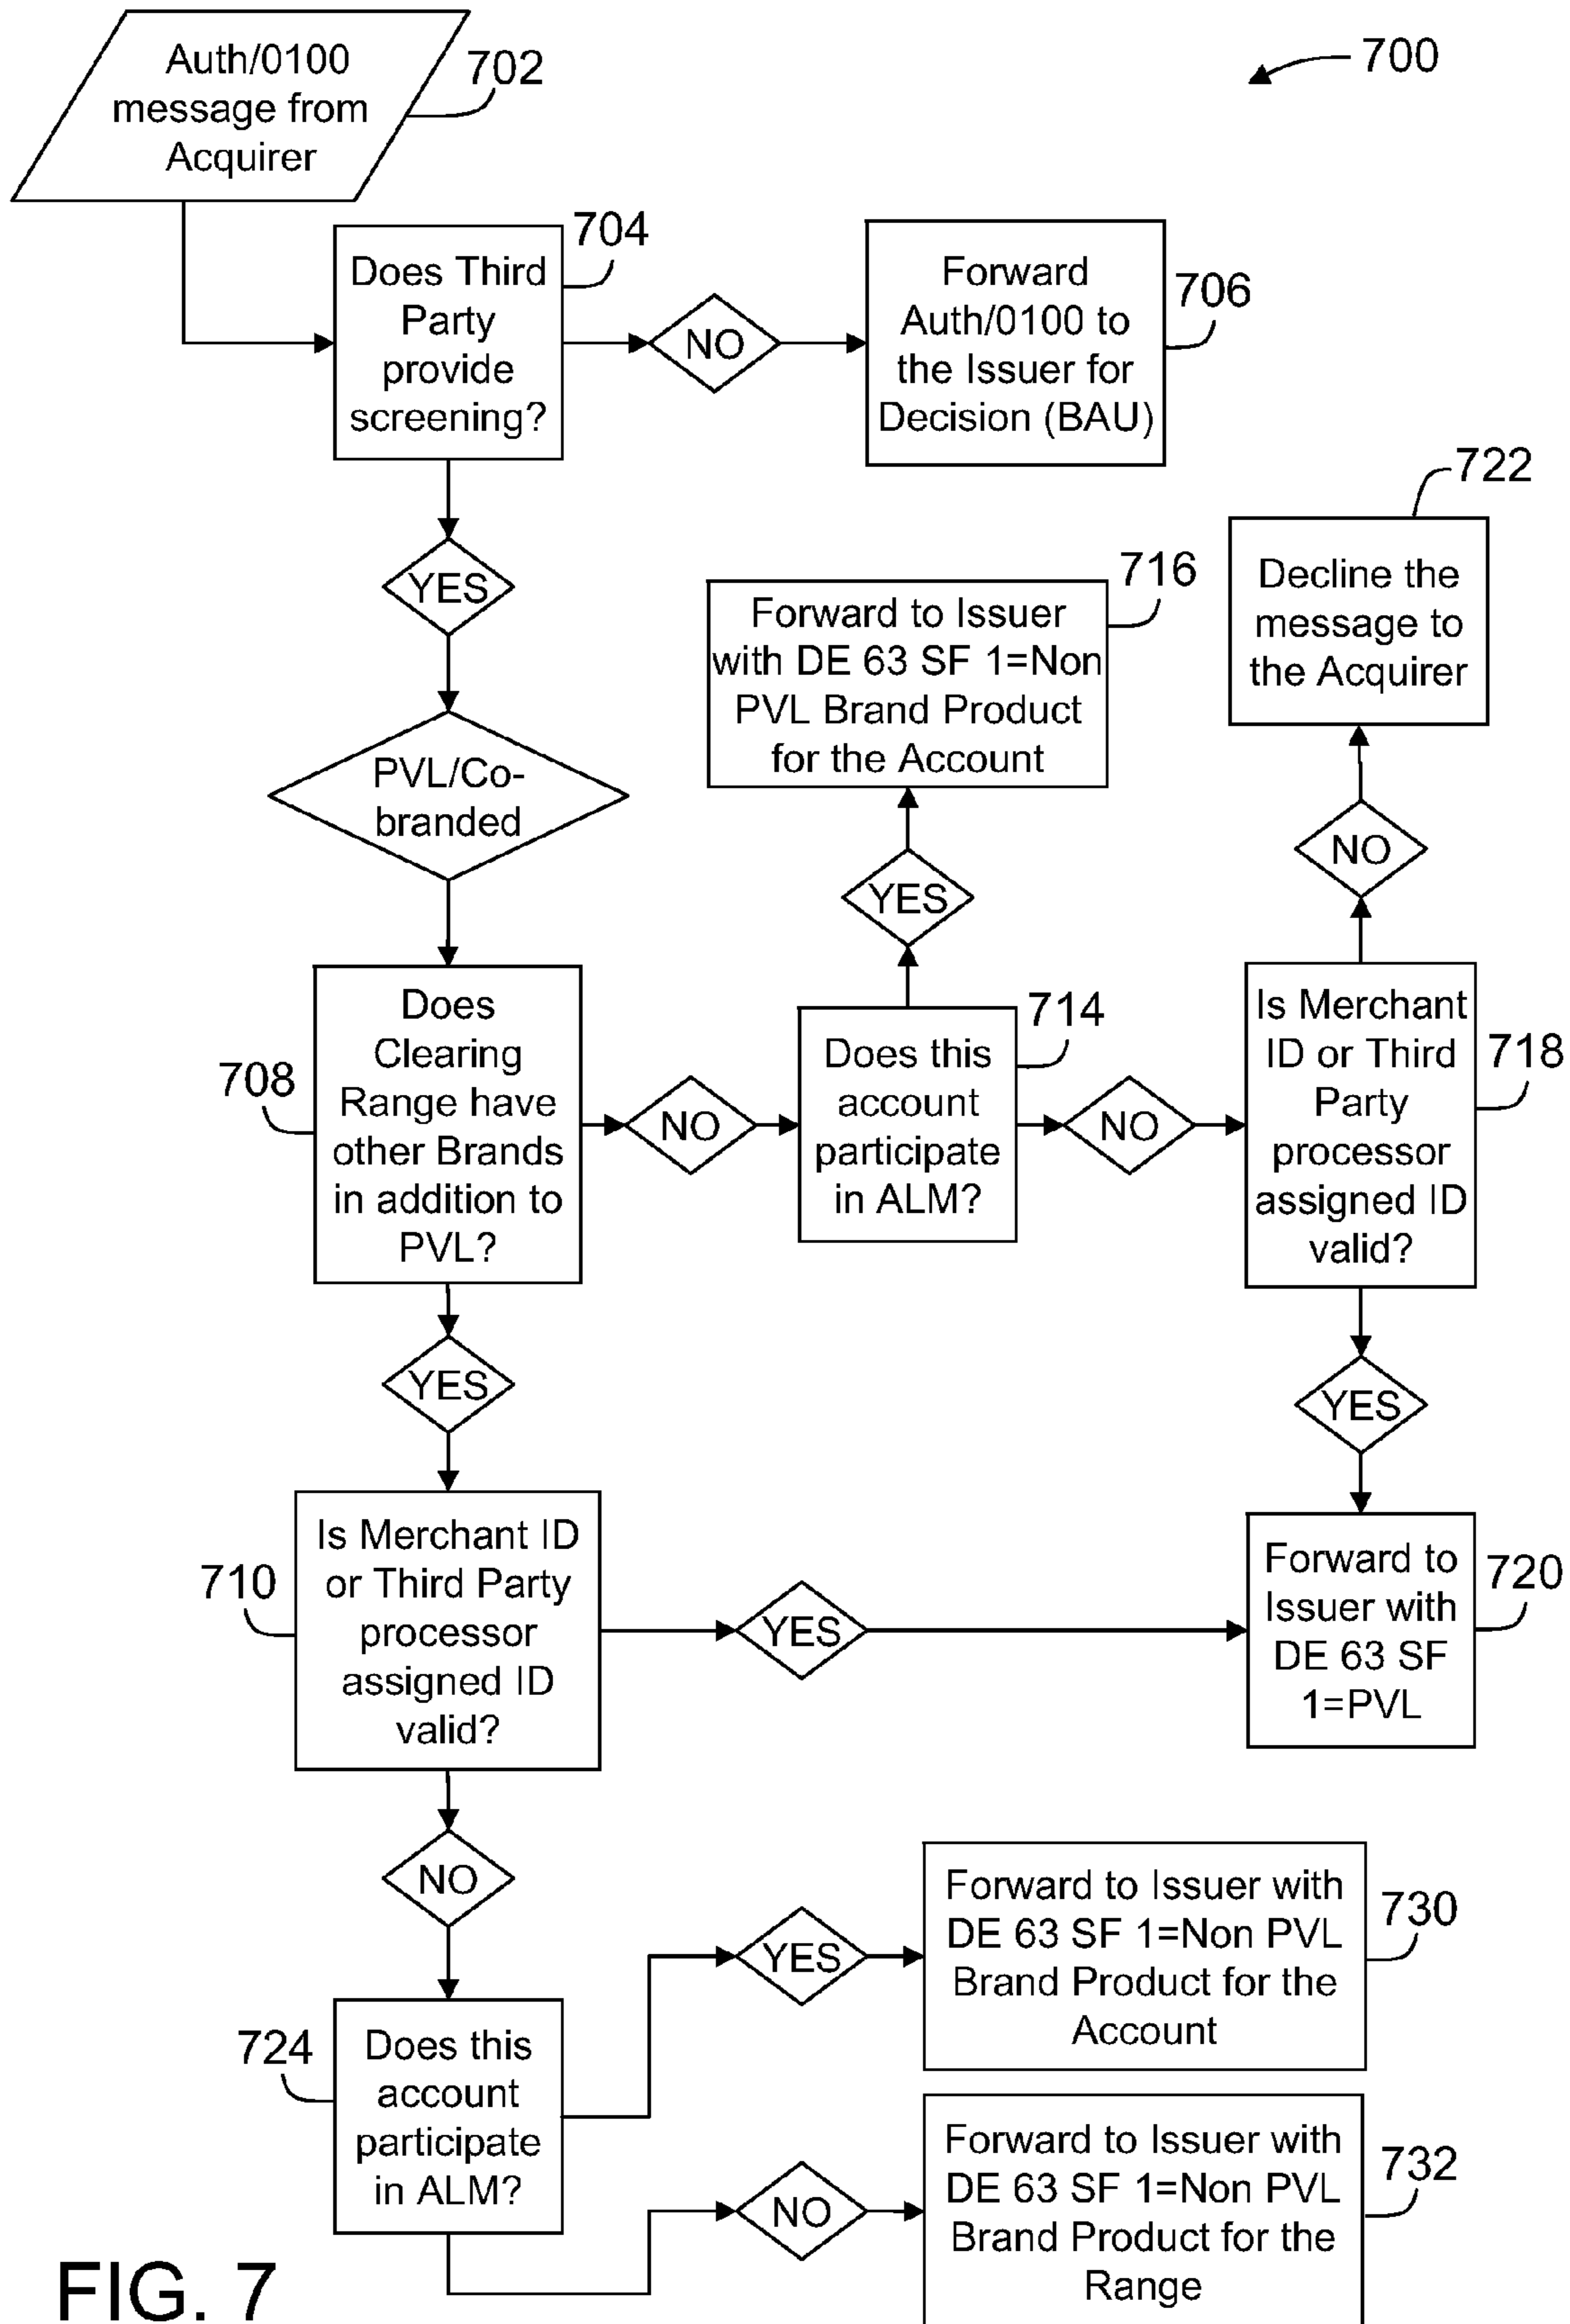 Auth/0100
message from
Acquirer
702
700
Does Third
Party
provide
screening?
704
NO
Forward
Auth/0100 to
the Issuer for
Decision (BAU)
706
YES
PVL/Co-
branded
Forward to Issuer
with DE 63 SF 1=Non
PVL Brand Product
for the Account
716
Decline the
message to
the Acquirer
722
YES
NO
708
Does
Clearing
Range have
other Brands
in addition to
PVL?
NO
Does this
account
participate
in ALM?
714
NO
Is Merchant
ID or Third
Party
processor
assigned ID
valid?
718
YES
YES
710
Is Merchant ID
or Third Party
processor
assigned ID
valid?
YES
Forward to
Issuer with
DE 63 SF
1=PVL
720
NO
724
Does this
account
participate
in ALM?
YES
Forward to Issuer with
DE 63 SF 1=Non PVL
Brand Product for the
Account
730
NO
Forward to Issuer with
DE 63 SF 1=Non PVL
Brand Product for the
Range
732
FIG. 7